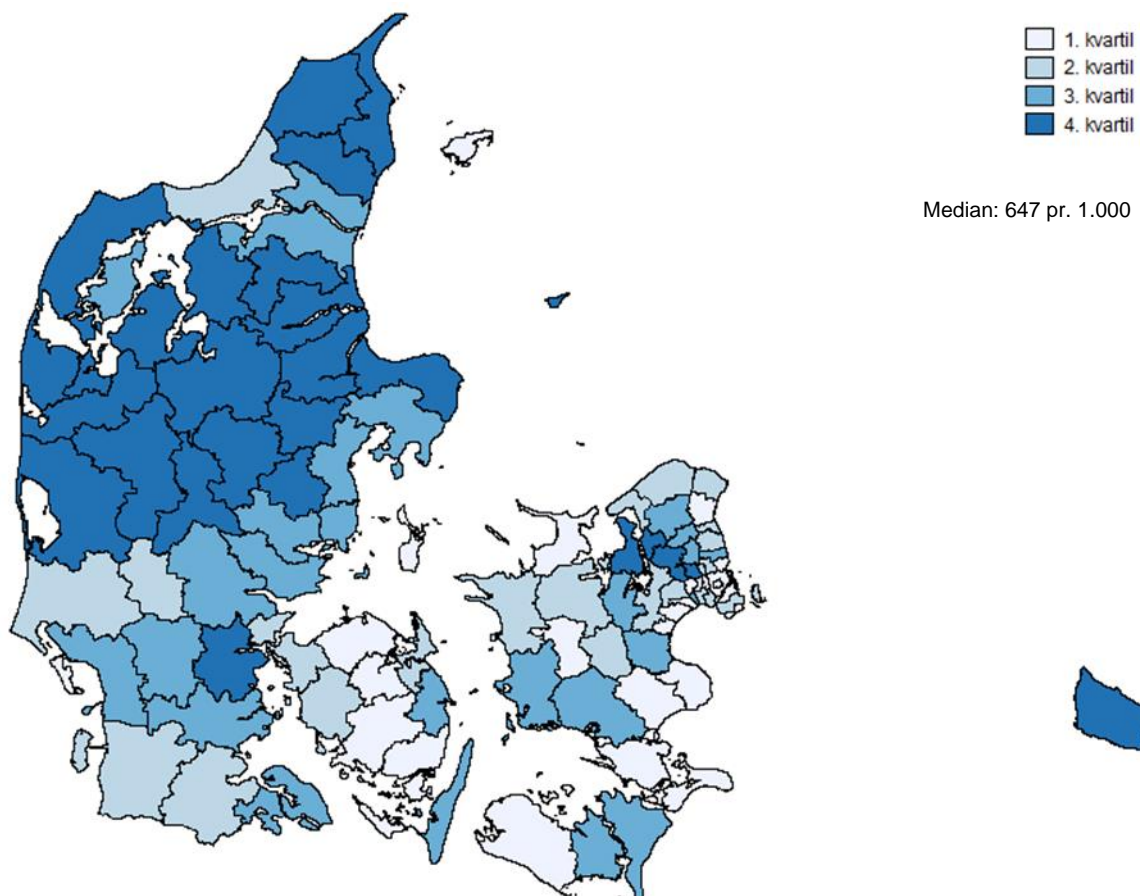 1. kvartil
2. kvartil
3. kvartil
4. kvartil
Median: 647 pr. 1.000